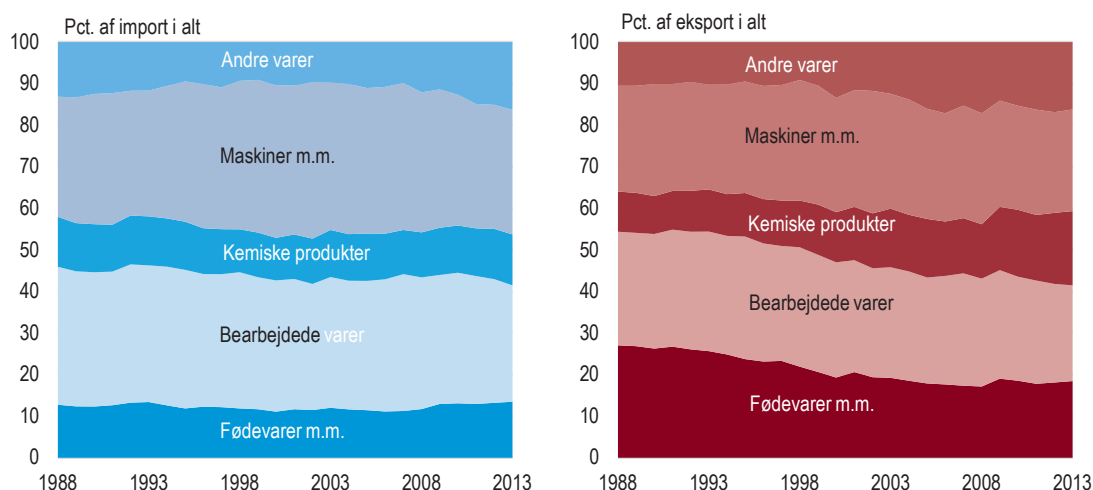 Pct. af import i alt
100
90
80
70
60
50
40
30
20
10
0
Andre varer
Maskiner m.m.
Kemiske produkter
Bearbejdede varer
Fødevarer m.m.
1988 1993 1998 2003 2008 2013
Pct. af eksport i alt
100
90
80
70
60
50
40
30
20
10
0
Andre varer
Maskiner m.m.
Kemiske produkter
Bearbejdede varer
Fødevarer m.m.
1988 1993 1998 2003 2008 2013